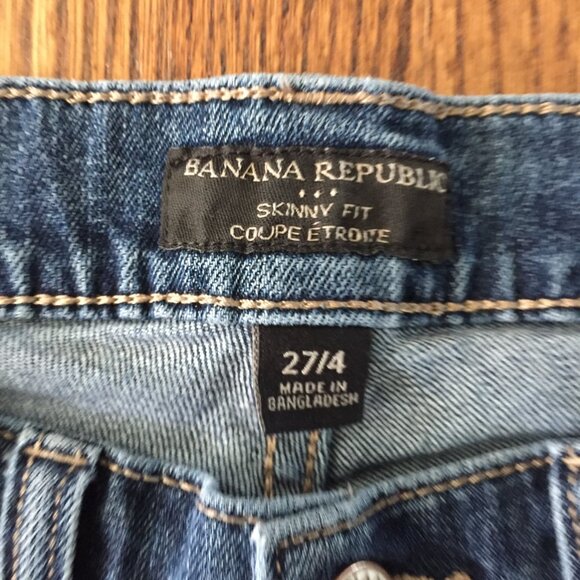 BANANA REPUBLIC
SKINNY FIT
COUPE ÉTROITE
27/4
MADE IN
BANGLADESH